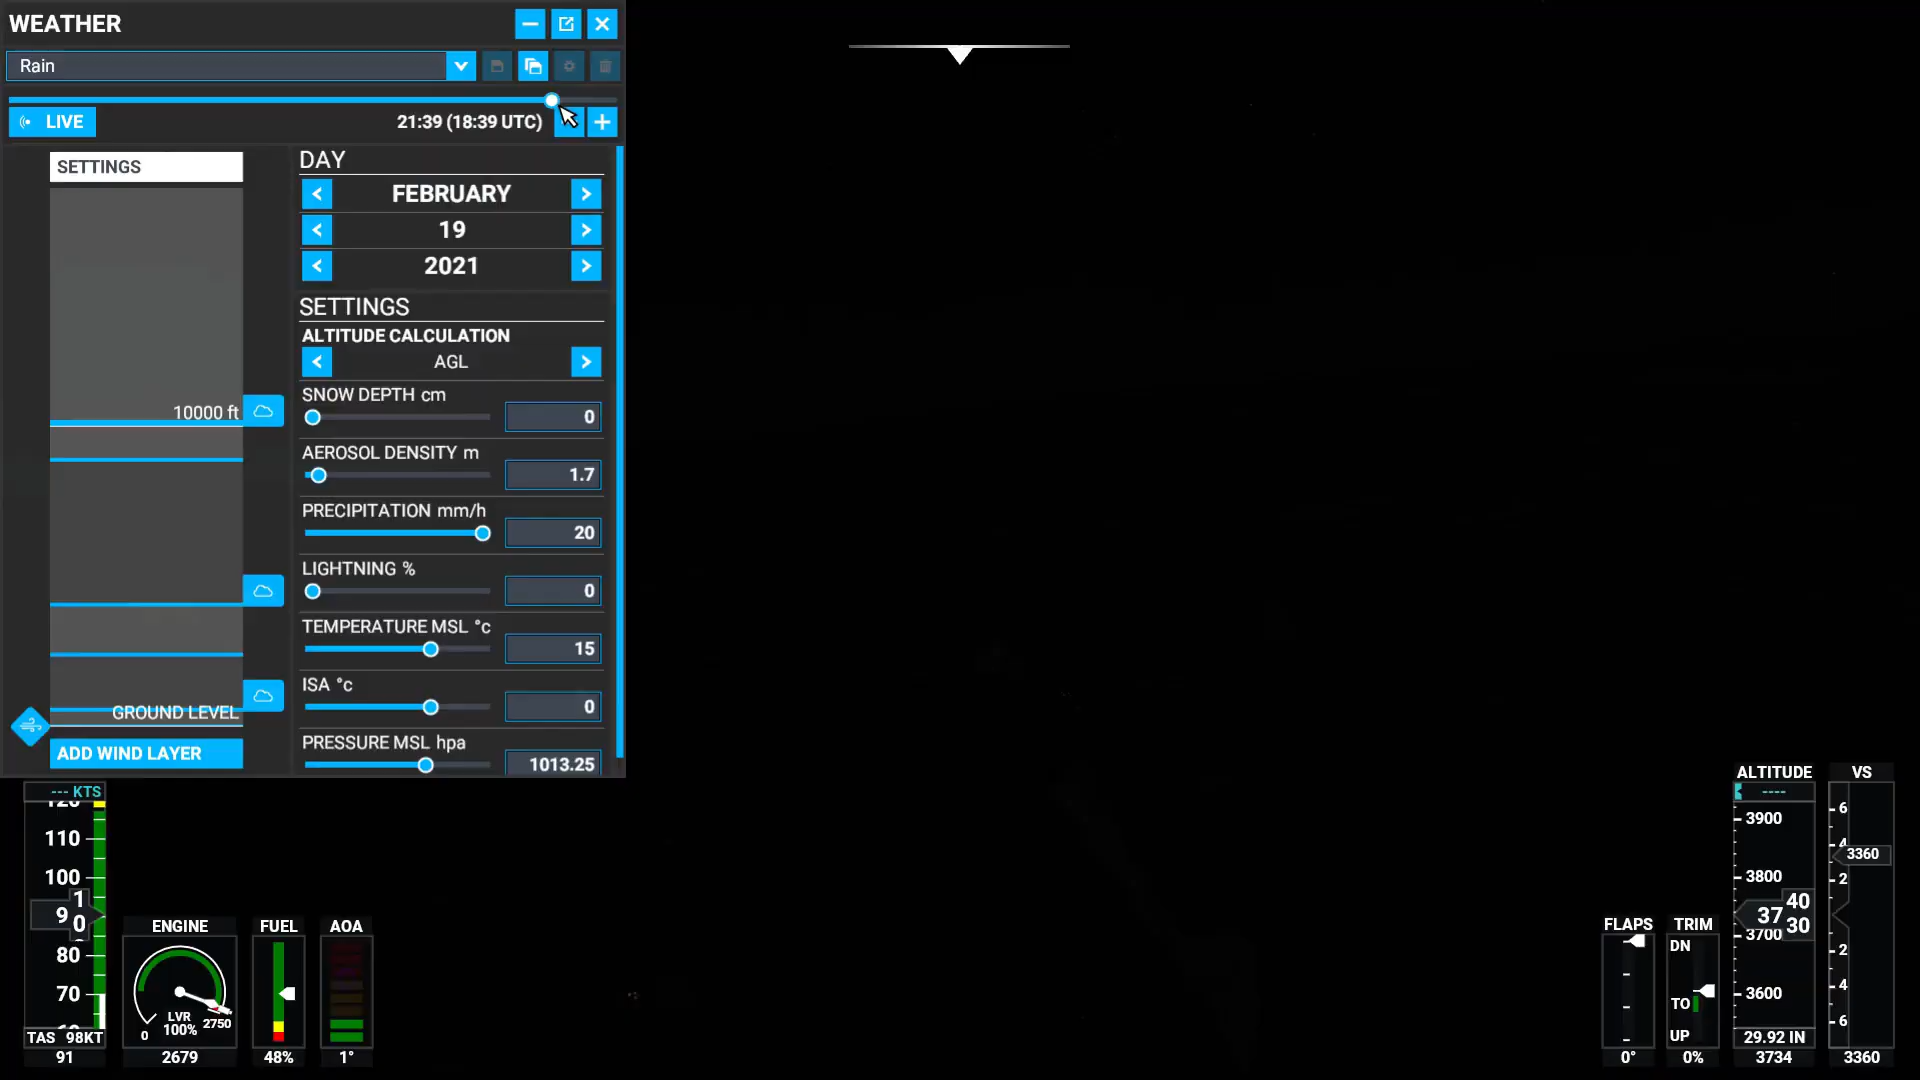 WEATHER
Rain
LIVE
21:39 (18:39 UTC)
SETTINGS
10000 ft
GROUND LEVEL
ADD WIND LAYER
DAY
FEBRUARY
19
2021
SETTINGS
ALTITUDE CALCULATION
AGL
SNOW DEPTH cm
0
AEROSOL DENSITY m
1.7
PRECIPITATION mm/h
20
LIGHTNING %
0
TEMPERATURE MSL °c
15
ISA °c
0
PRESSURE MSL hpa
1013.25
--- KTS
110
100
9
1
0
80
70
TAS 98KT
91
ENGINE
LVR
100%
0
2750
2679
FUEL
48%
AOA
1°
FLAPS
0°
TRIM
DN
TO
UP
0%
ALTITUDE
----
3900
3800
37
40
30
3700
3600
29.92 IN
3734
VS
6
4
3360
2
2
4
6
3360